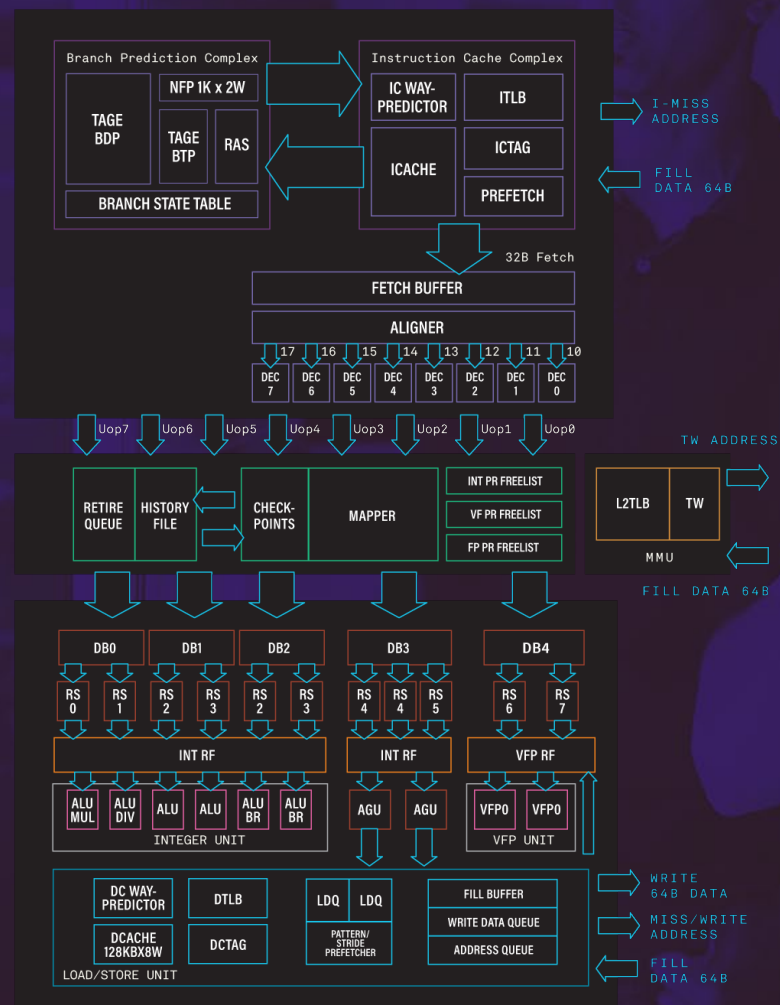 Branch Prediction Complex
Instruction Cache Complex
TAGE
BDP
NFP 1K x 2W
TAGE
BTP
RAS
BRANCH STATE TABLE
IC WAY-
PREDICTOR
ITLB
ICACHE
ICTAG
PREFETCH
I-MISS
ADDRESS
FILL
DATA 64B
32B Fetch
FETCH BUFFER
ALIGNER
17
16
15
14
13
12
11
10
DEC
7
DEC
6
DEC
5
DEC
4
DEC
3
DEC
2
DEC
1
DEC
0
Uop7
Uop6
Uop5
Uop4
Uop3
Uop2
Uop1
Uop0
TW ADDRESS
RETIRE
QUEUE
HISTORY
FILE
CHECK-
POINTS
MAPPER
INT PR FREELIST
VF PR FREELIST
FP PR FREELIST
L2TLB
TW
MMU
FILL DATA 64B
DB0
DB1
DB2
DB3
DB4
RS
0
RS
1
RS
2
RS
3
RS
2
RS
3
RS
4
RS
4
RS
5
RS
6
RS
7
INT RF
INT RF
VFP RF
ALU
MUL
ALU
DIV
ALU
ALU
ALU
BR
ALU
BR
INTEGER UNIT
AGU
AGU
VFP0
VFP0
VFP UNIT
DC WAY-
PREDICTOR
DTLB
DCACHE
128KBX8W
DCTAG
LDQ
LDQ
PATTERN/
STRIDE
PREFETCHER
FILL BUFFER
WRITE DATA QUEUE
ADDRESS QUEUE
LOAD/STORE UNIT
WRITE
64B DATA
MISS/WRITE
ADDRESS
FILL
DATA 64B